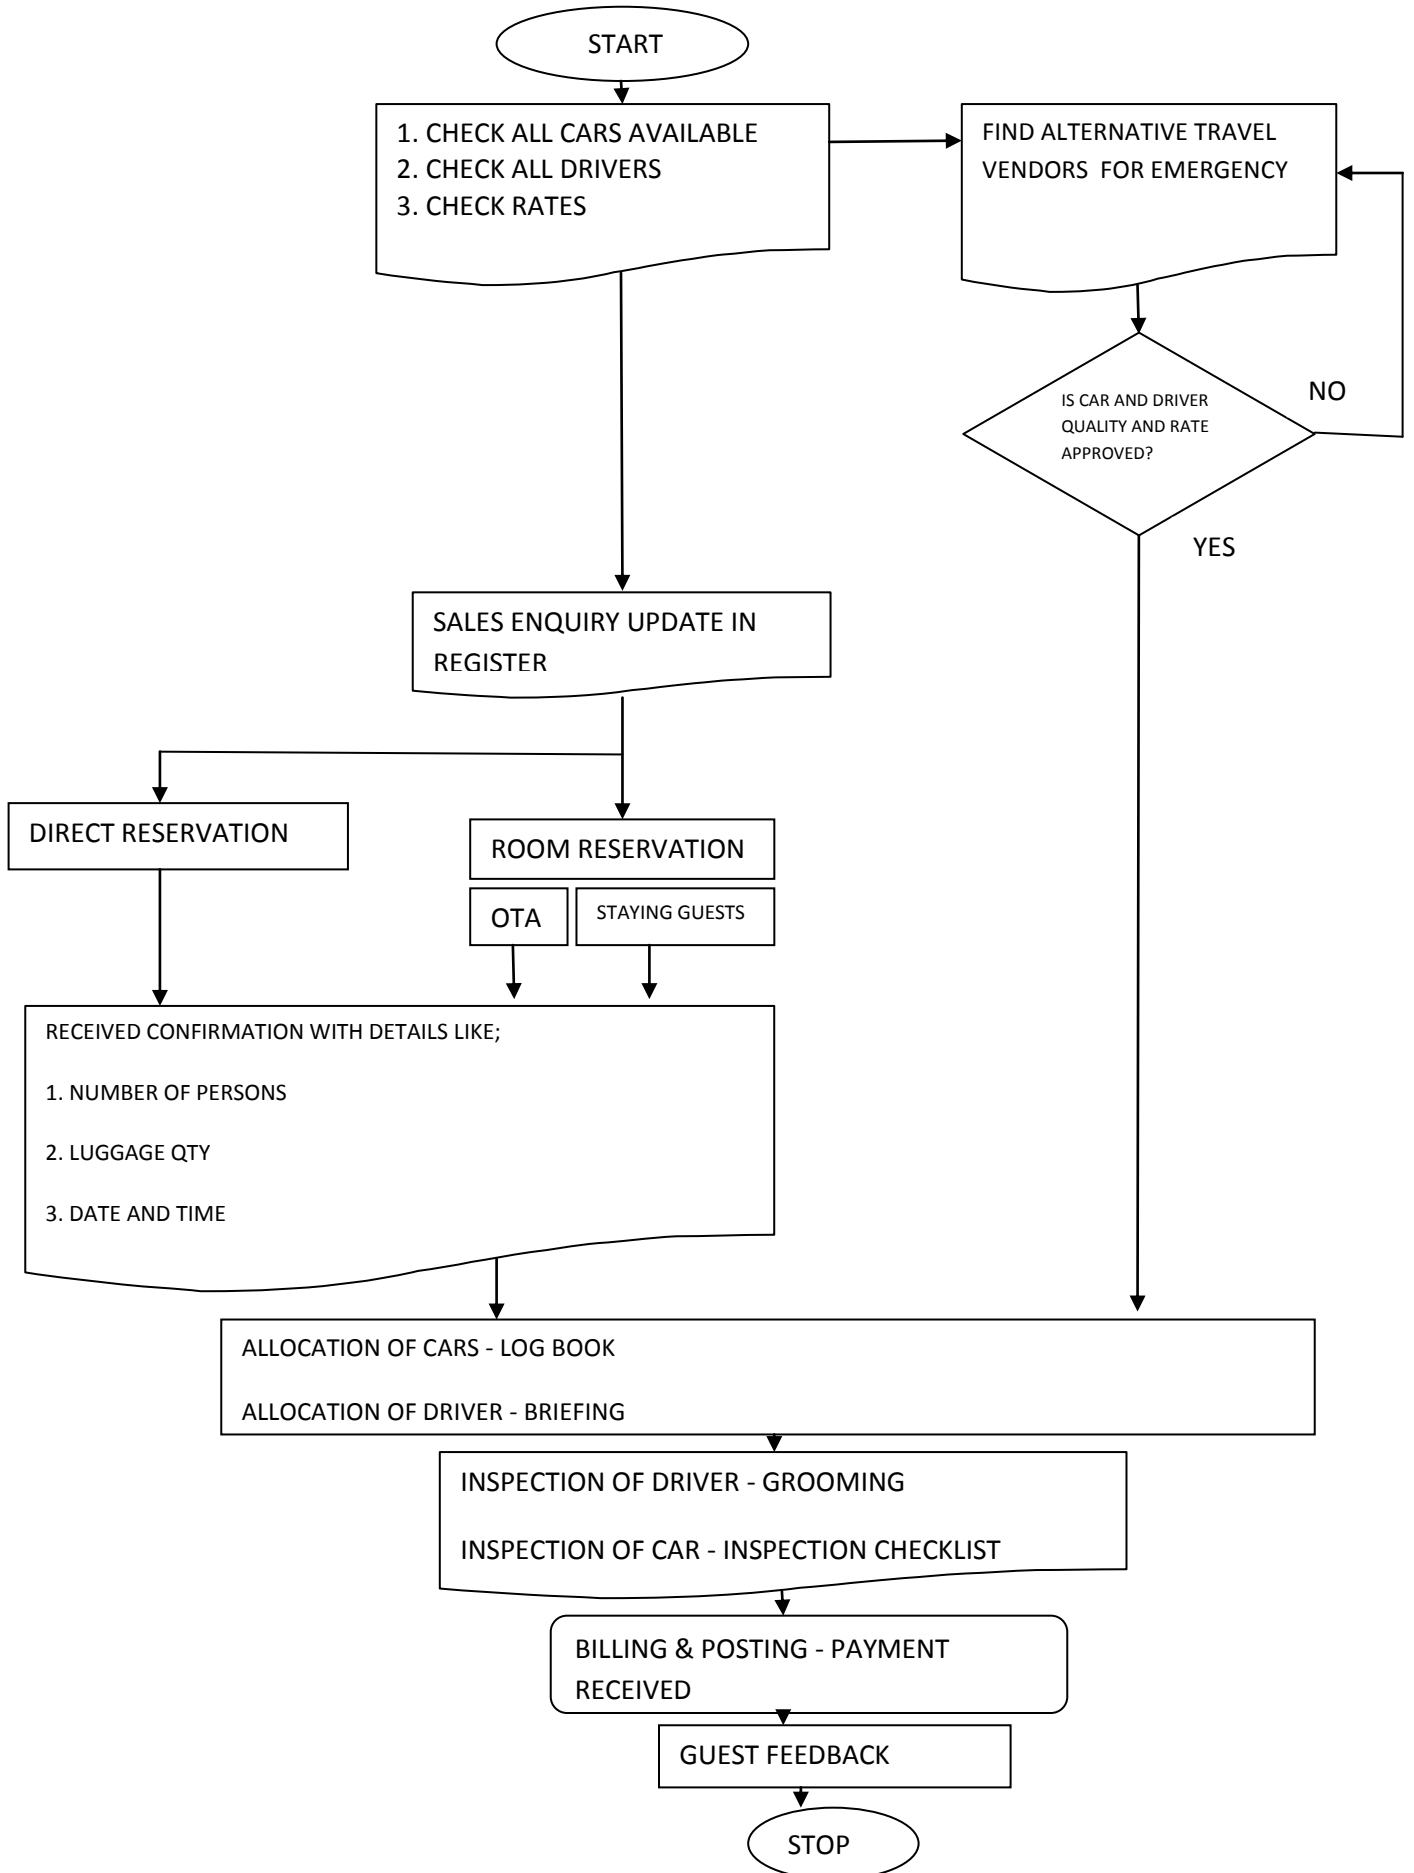 START
1. CHECK ALL CARS AVAILABLE
2. CHECK ALL DRIVERS
3. CHECK RATES
FIND ALTERNATIVE TRAVEL
VENDORS FOR EMERGENCY
IS CAR AND DRIVER
QUALITY AND RATE
APPROVED?
NO
YES
SALES ENQUIRY UPDATE IN
REGISTER
DIRECT RESERVATION
ROOM RESERVATION
OTA
STAYING GUESTS
RECEIVED CONFIRMATION WITH DETAILS LIKE;
1. NUMBER OF PERSONS
2. LUGGAGE QTY
3. DATE AND TIME
ALLOCATION OF CARS - LOG BOOK
ALLOCATION OF DRIVER - BRIEFING
INSPECTION OF DRIVER - GROOMING
INSPECTION OF CAR - INSPECTION CHECKLIST
BILLING & POSTING - PAYMENT
RECEIVED
GUEST FEEDBACK
STOP